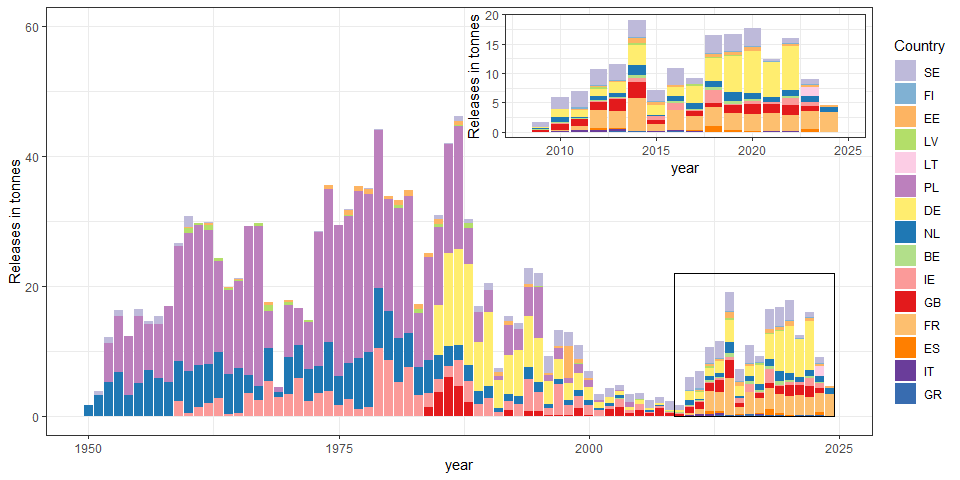 Releases in tonnes
60
40
20
0
1950
1975
2000
2025
year
Releases in tonnes
20
15
10
5
0
2010
2015
2020
2025
year
Country
SE
FI
EE
LV
LT
PL
DE
NL
BE
IE
GB
FR
ES
IT
GR